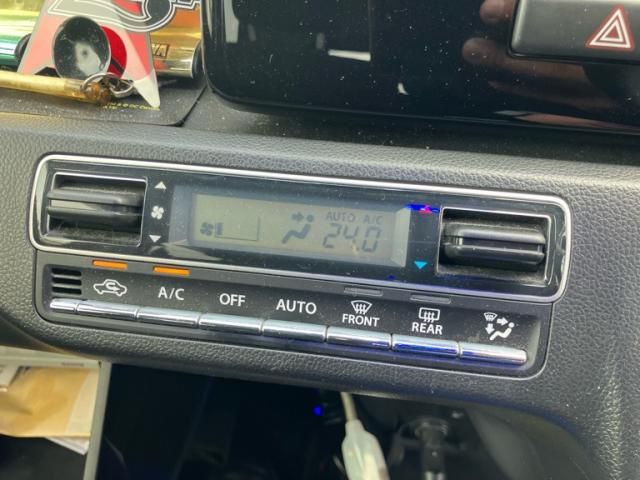 AUTO A/C
24.0
A/C
OFF
AUTO
FRONT
REAR